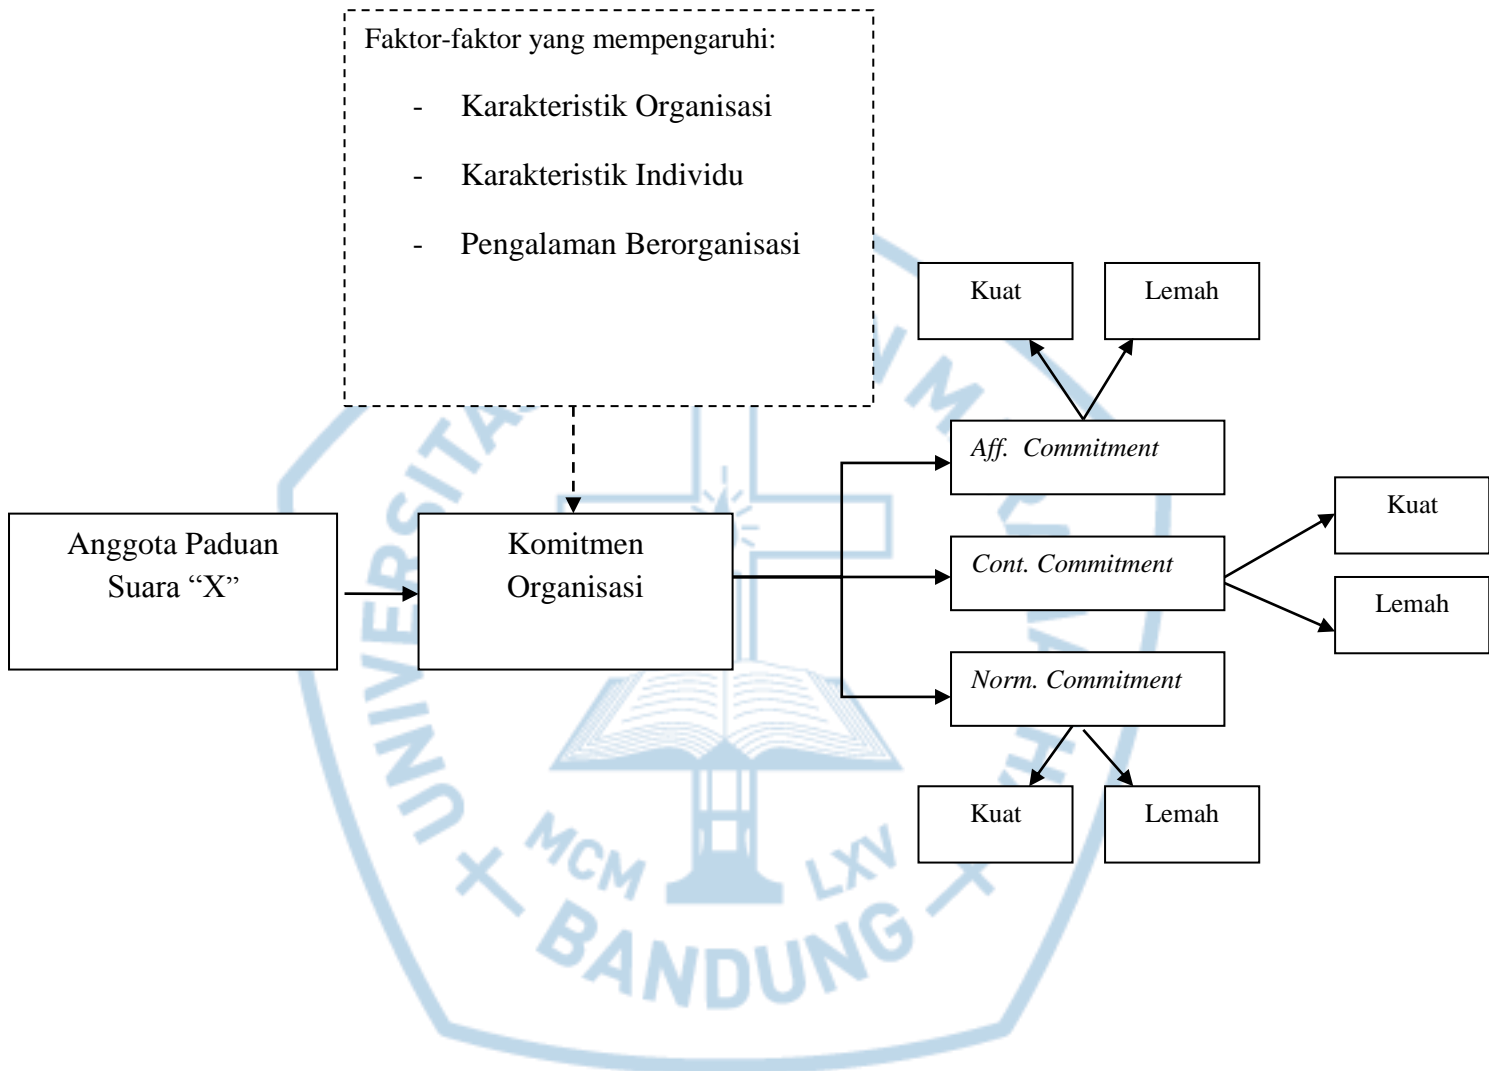 Faktor-faktor yang mempengaruhi:
- Karakteristik Organisasi
- Karakteristik Individu
- Pengalaman Berorganisasi
Kuat
Lemah
Aff. Commitment
Kuat
Anggota Paduan
Suara “X”
Komitmen
Organisasi
Cont. Commitment
Lemah
Norm. Commitment
Kuat
Lemah
MCM
LXV
BANDUNG